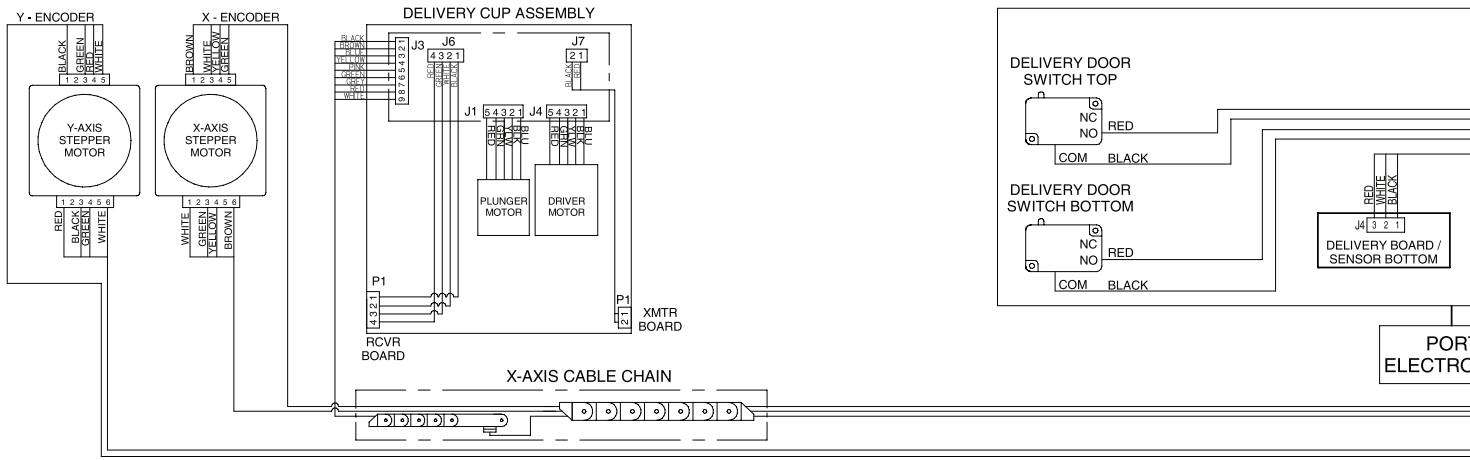 Y - ENCODER
BLACK
GREEN
RED
WHITE
1 2 3 4 5
Y-AXIS
STEPPER
MOTOR
1 2 3 4 5 6
RED
BLACK
GREEN
WHITE
X - ENCODER
BROWN
WHITE
YELLOW
GREEN
1 2 3 4 5
X-AXIS
STEPPER
MOTOR
1 2 3 4 5 6
WHITE
GREEN
YELLOW
BROWN
DELIVERY CUP ASSEMBLY
BLACK
BROWN
BLUE
YELLOW
PINK
GREEN
GREY
RED
WHITE
J3
9 8 7 6 5 4 3 2 1
J6
4 3 2 1
RED
GREEN
WHITE
BLACK
J7
2 1
BLACK
RED
J1
5 4 3 2 1
RED
GRN
YLW
BLK
BLU
PLUNGER
MOTOR
J4
5 4 3 2 1
RED
GRN
YLW
BLK
BLU
DRIVER
MOTOR
P1
4 3 2 1
RCVR
BOARD
P1
2 1
XMTR
BOARD
X-AXIS CABLE CHAIN
DELIVERY DOOR
SWITCH TOP
NC
NO
RED
COM
BLACK
DELIVERY DOOR
SWITCH BOTTOM
NC
NO
RED
COM
BLACK
RED
WHITE
BLACK
J4
3 2 1
DELIVERY BOARD /
SENSOR BOTTOM
PORT
ELECTRO